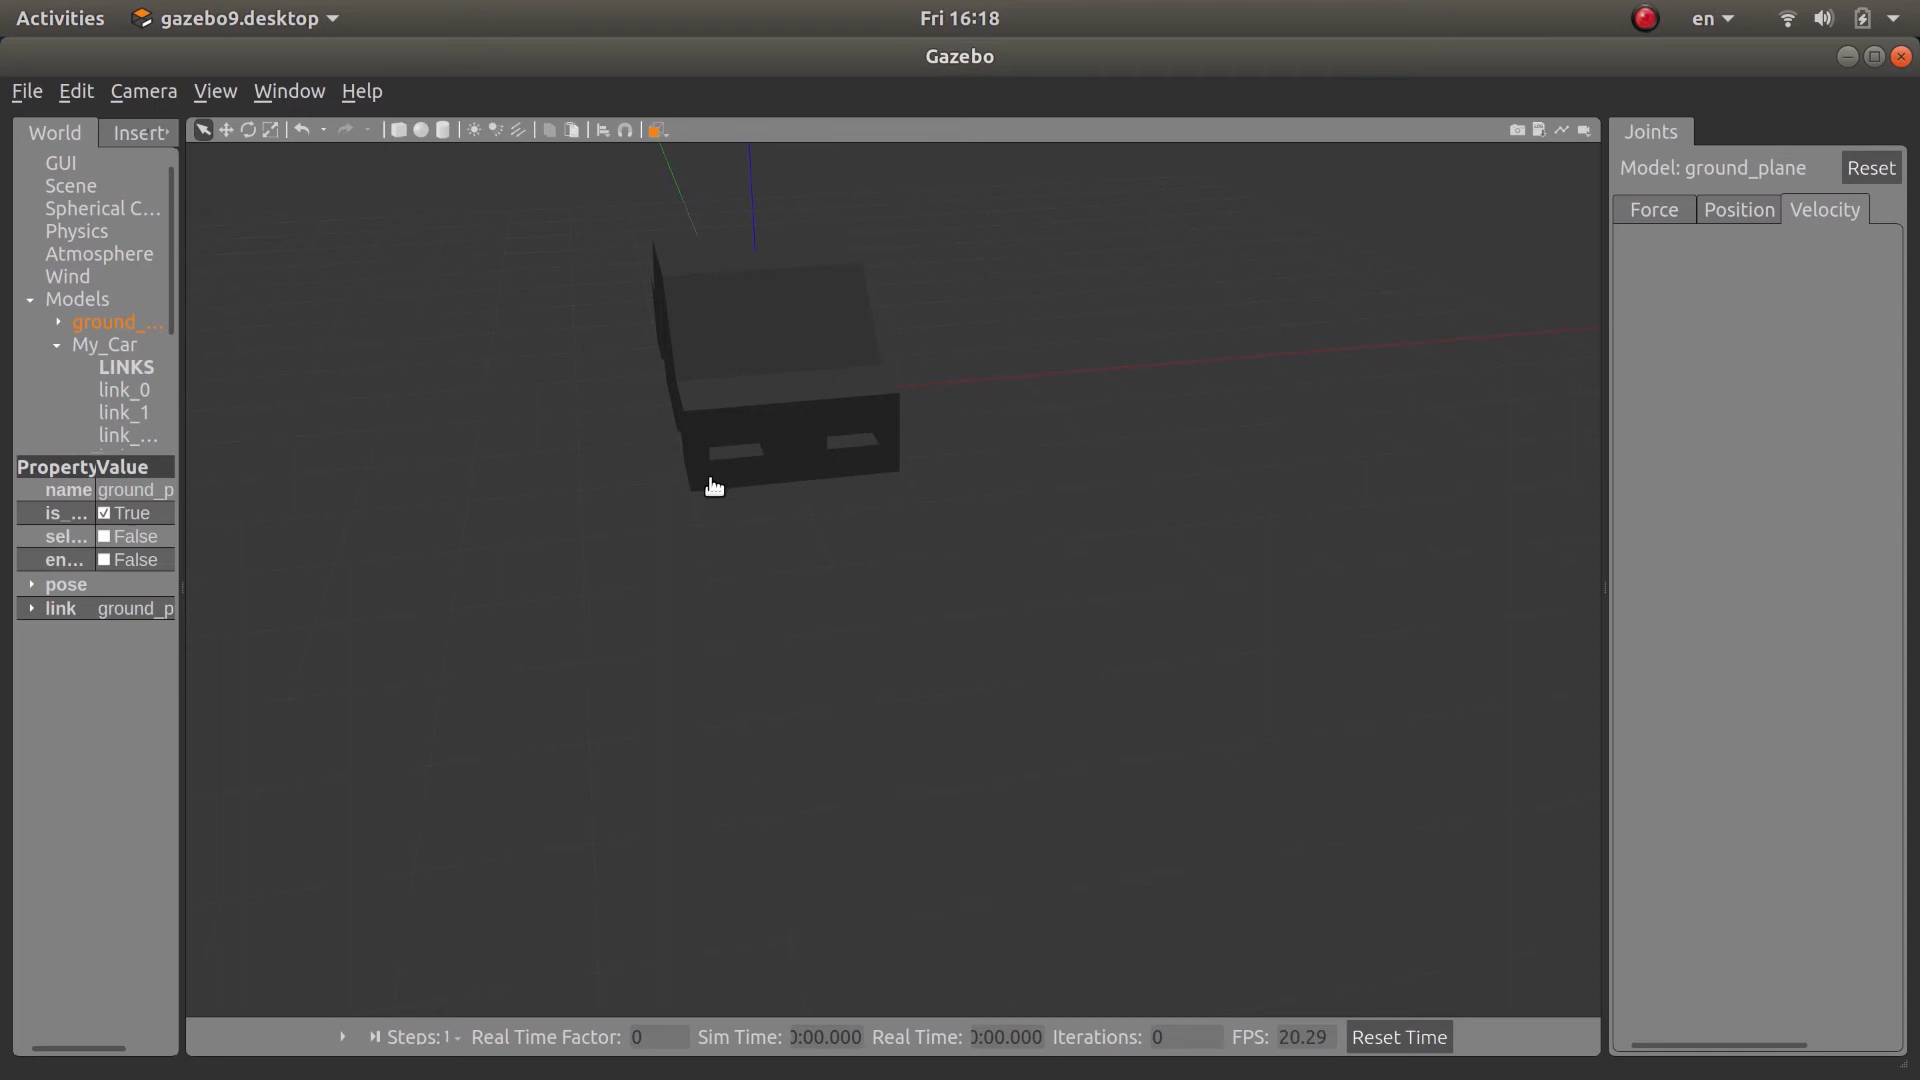 Activities gazebo9.desktop Fri 16:18 en
Gazebo
File Edit Camera View Window Help
World Insert
GUI
Scene
Spherical C...
Physics
Atmosphere
Wind
Models
ground_...
My_Car
LINKS
link_0
link_1
link_...
Property Value
name ground_p
is_... True
sel... False
en... False
pose
link ground_p
Joints
Model: ground_plane Reset
Force Position Velocity
Steps: 1 Real Time Factor: 0 Sim Time: 0:00.000 Real Time: 0:00.000 Iterations: 0 FPS: 20.29 Reset Time